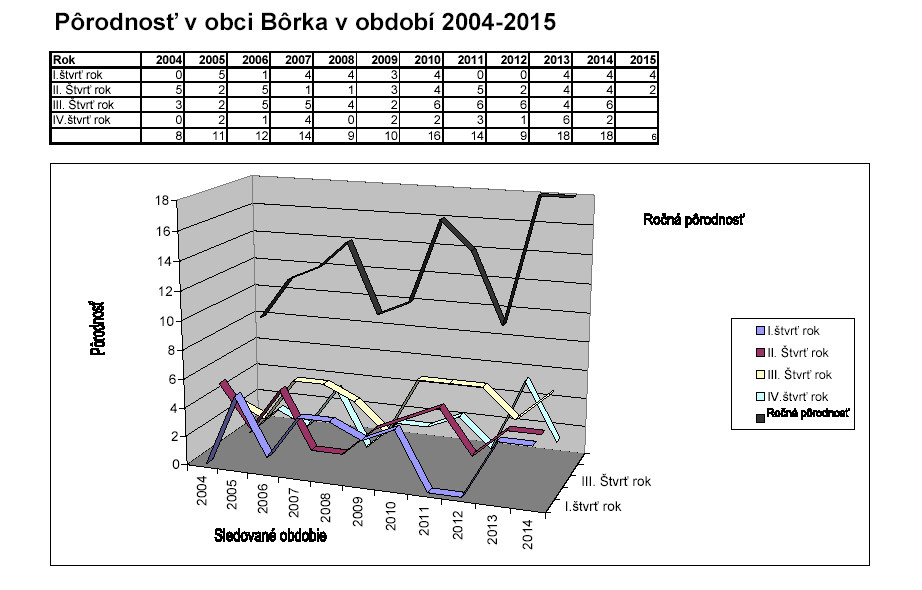 Pôrodnosť v obci Bôrka v období 2004-2015
Rok 2004 2005 2006 2007 2008 2009 2010 2011 2012 2013 2014 2015
I.štvrť rok 0 5 1 4 4 3 4 0 0 4 4 4
II. Štvrť rok 5 2 5 1 1 3 4 5 2 4 4 2
III. Štvrť rok 3 2 5 5 4 2 6 6 6 4 6
IV.štvrť rok 0 2 1 4 0 2 2 3 1 6 2
8 11 12 14 9 10 16 14 9 18 18 6
Ročná pôrodnosť
Pôrodnosť
18
16
14
12
10
8
6
4
2
0
2004
2005
2006
2007
2008
2009
2010
2011
2012
2013
2014
Sledované obdobie
III. Štvrť rok
I.štvrť rok
I.štvrť rok
II. Štvrť rok
III. Štvrť rok
IV.štvrť rok
Ročná pôrodnosť